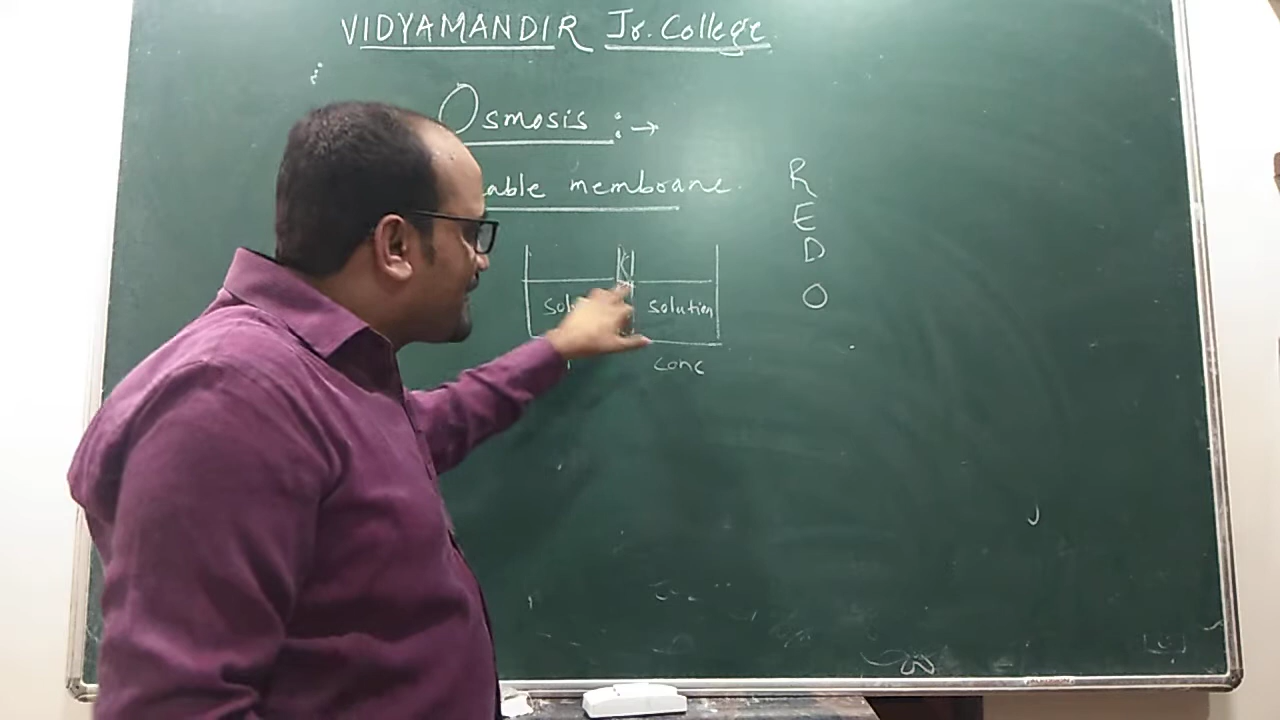 VIDYAMANDIR Jr. College.
Osmosis :→
able membrane.
R
E
D
O
solution
conc